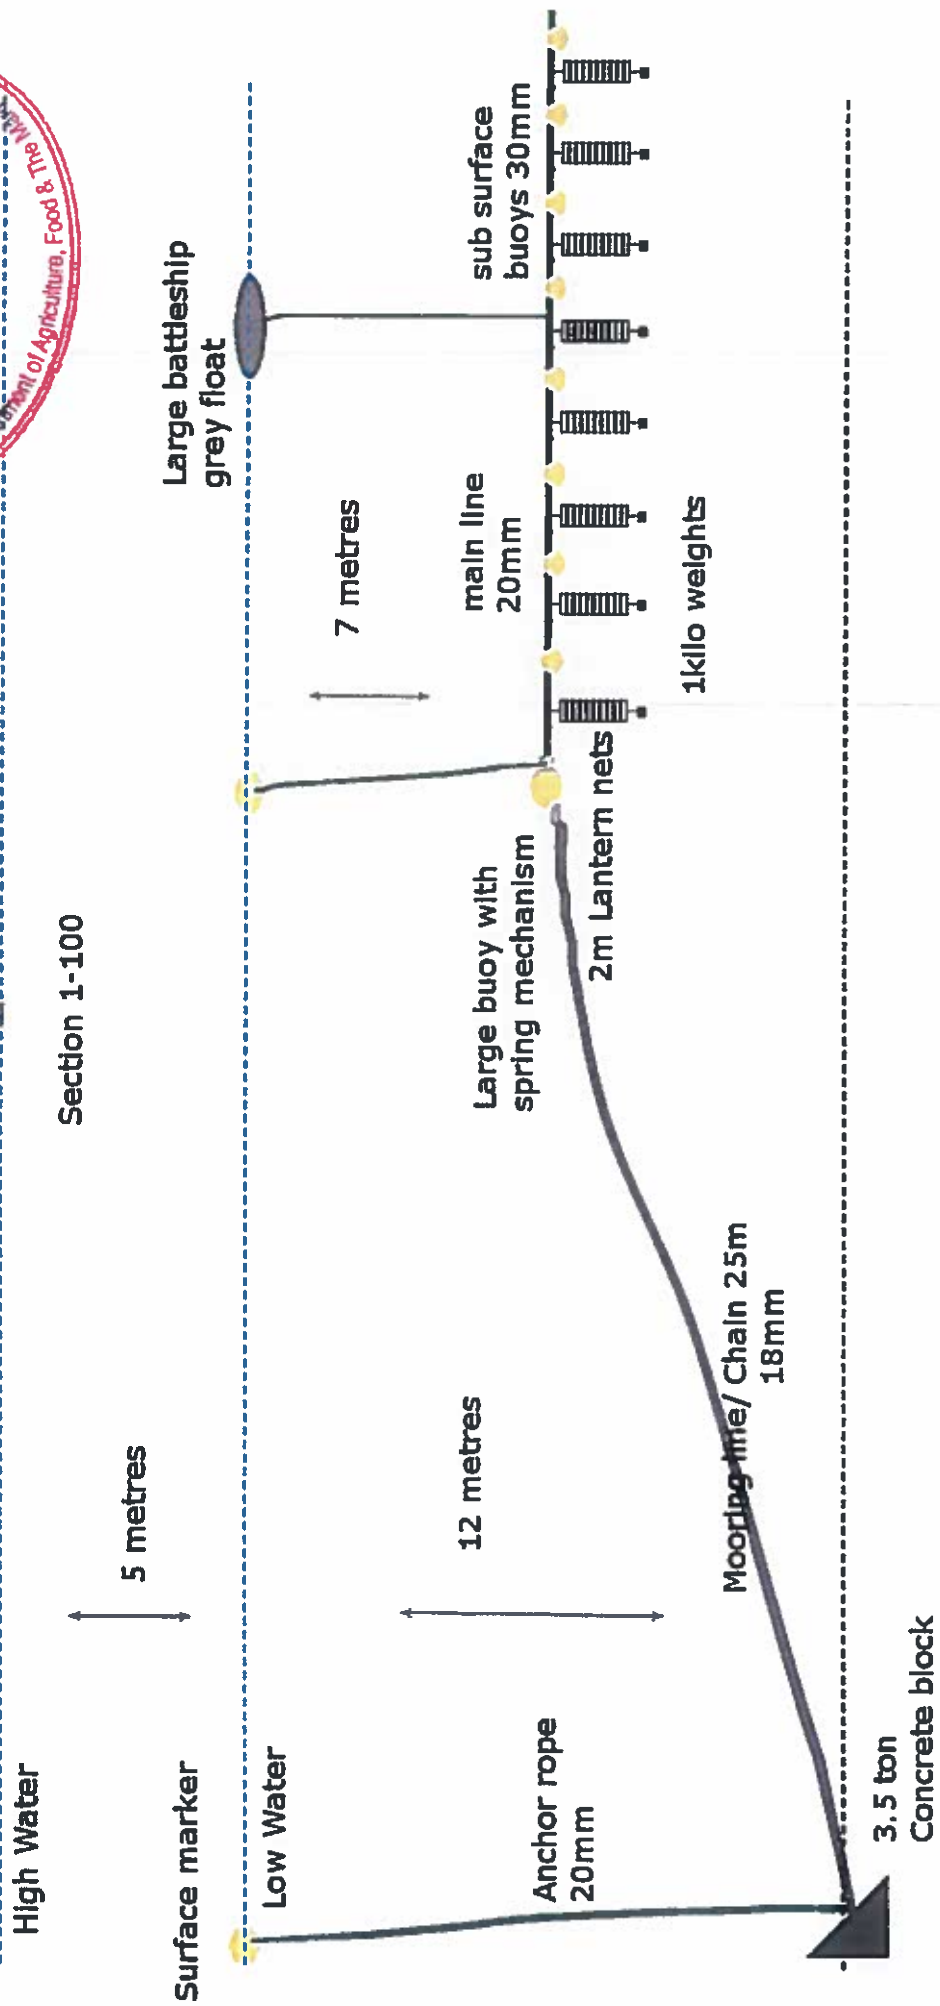 High Water
Section 1-100
5 metres
Surface marker
Low Water
Large battleship
grey float
7 metres
12 metres
main line
20mm
sub surface
buoys 30mm
Large buoy with
spring mechanism
Anchor rope
20mm
2m Lantern nets
1kilo weights
Mooring line/ Chain 25m
18mm
3.5 ton
Concrete block
of Agriculture, Food & The